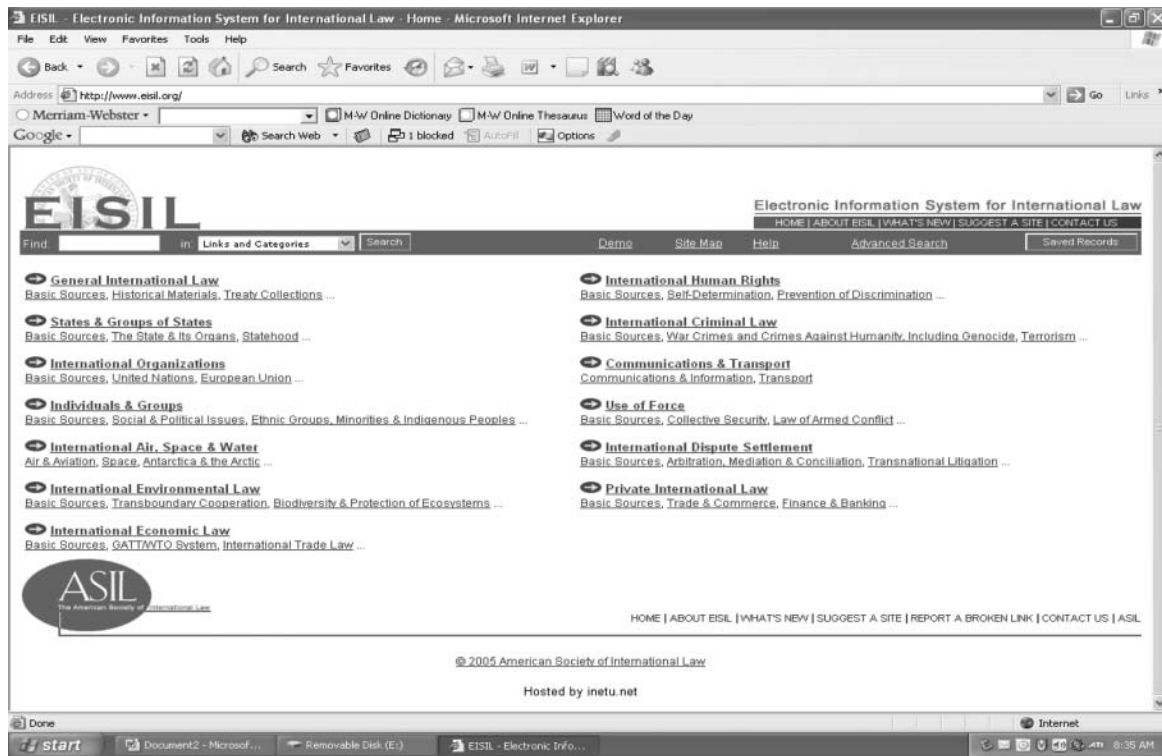 EISIL - Electronic Information System for International Law - Home - Microsoft Internet Explorer
File Edit View Favorites Tools Help
Back Search Favorites
Address http://www.eisil.org/ Go Links
Merriam-Webster M-W Online Dictionary M-W Online Thesaurus Word of the Day
Google Search Web 1 blocked AutoFill Options
EISIL
Electronic Information System for International Law
HOME | ABOUT EISIL | WHAT'S NEW | SUGGEST A SITE | CONTACT US
Find: in: Links and Categories Search Demo Site Map Help Advanced Search Saved Records
General International Law
Basic Sources, Historical Materials, Treaty Collections ...
States & Groups of States
Basic Sources, The State & Its Organs, Statehood ...
International Organizations
Basic Sources, United Nations, European Union ...
Individuals & Groups
Basic Sources, Social & Political Issues, Ethnic Groups, Minorities & Indigenous Peoples ...
International Air, Space & Water
Air & Aviation, Space, Antarctica & the Arctic ...
International Environmental Law
Basic Sources, Transboundary Cooperation, Biodiversity & Protection of Ecosystems ...
International Economic Law
Basic Sources, GATT/WTO System, International Trade Law ...
International Human Rights
Basic Sources, Self-Determination, Prevention of Discrimination ...
International Criminal Law
Basic Sources, War Crimes and Crimes Against Humanity, Including Genocide, Terrorism ...
Communications & Transport
Communications & Information, Transport
Use of Force
Basic Sources, Collective Security, Law of Armed Conflict ...
International Dispute Settlement
Basic Sources, Arbitration, Mediation & Conciliation, Transnational Litigation ...
Private International Law
Basic Sources, Trade & Commerce, Finance & Banking ...
ASIL
The American Society of International Law
HOME | ABOUT EISIL | WHAT'S NEW | SUGGEST A SITE | REPORT A BROKEN LINK | CONTACT US | ASIL
© 2005 American Society of International Law
Hosted by inetu.net
Done Internet
start Document2 - Microsof... Removable Disk (E:) EISIL - Electronic Info... 8:35 AM